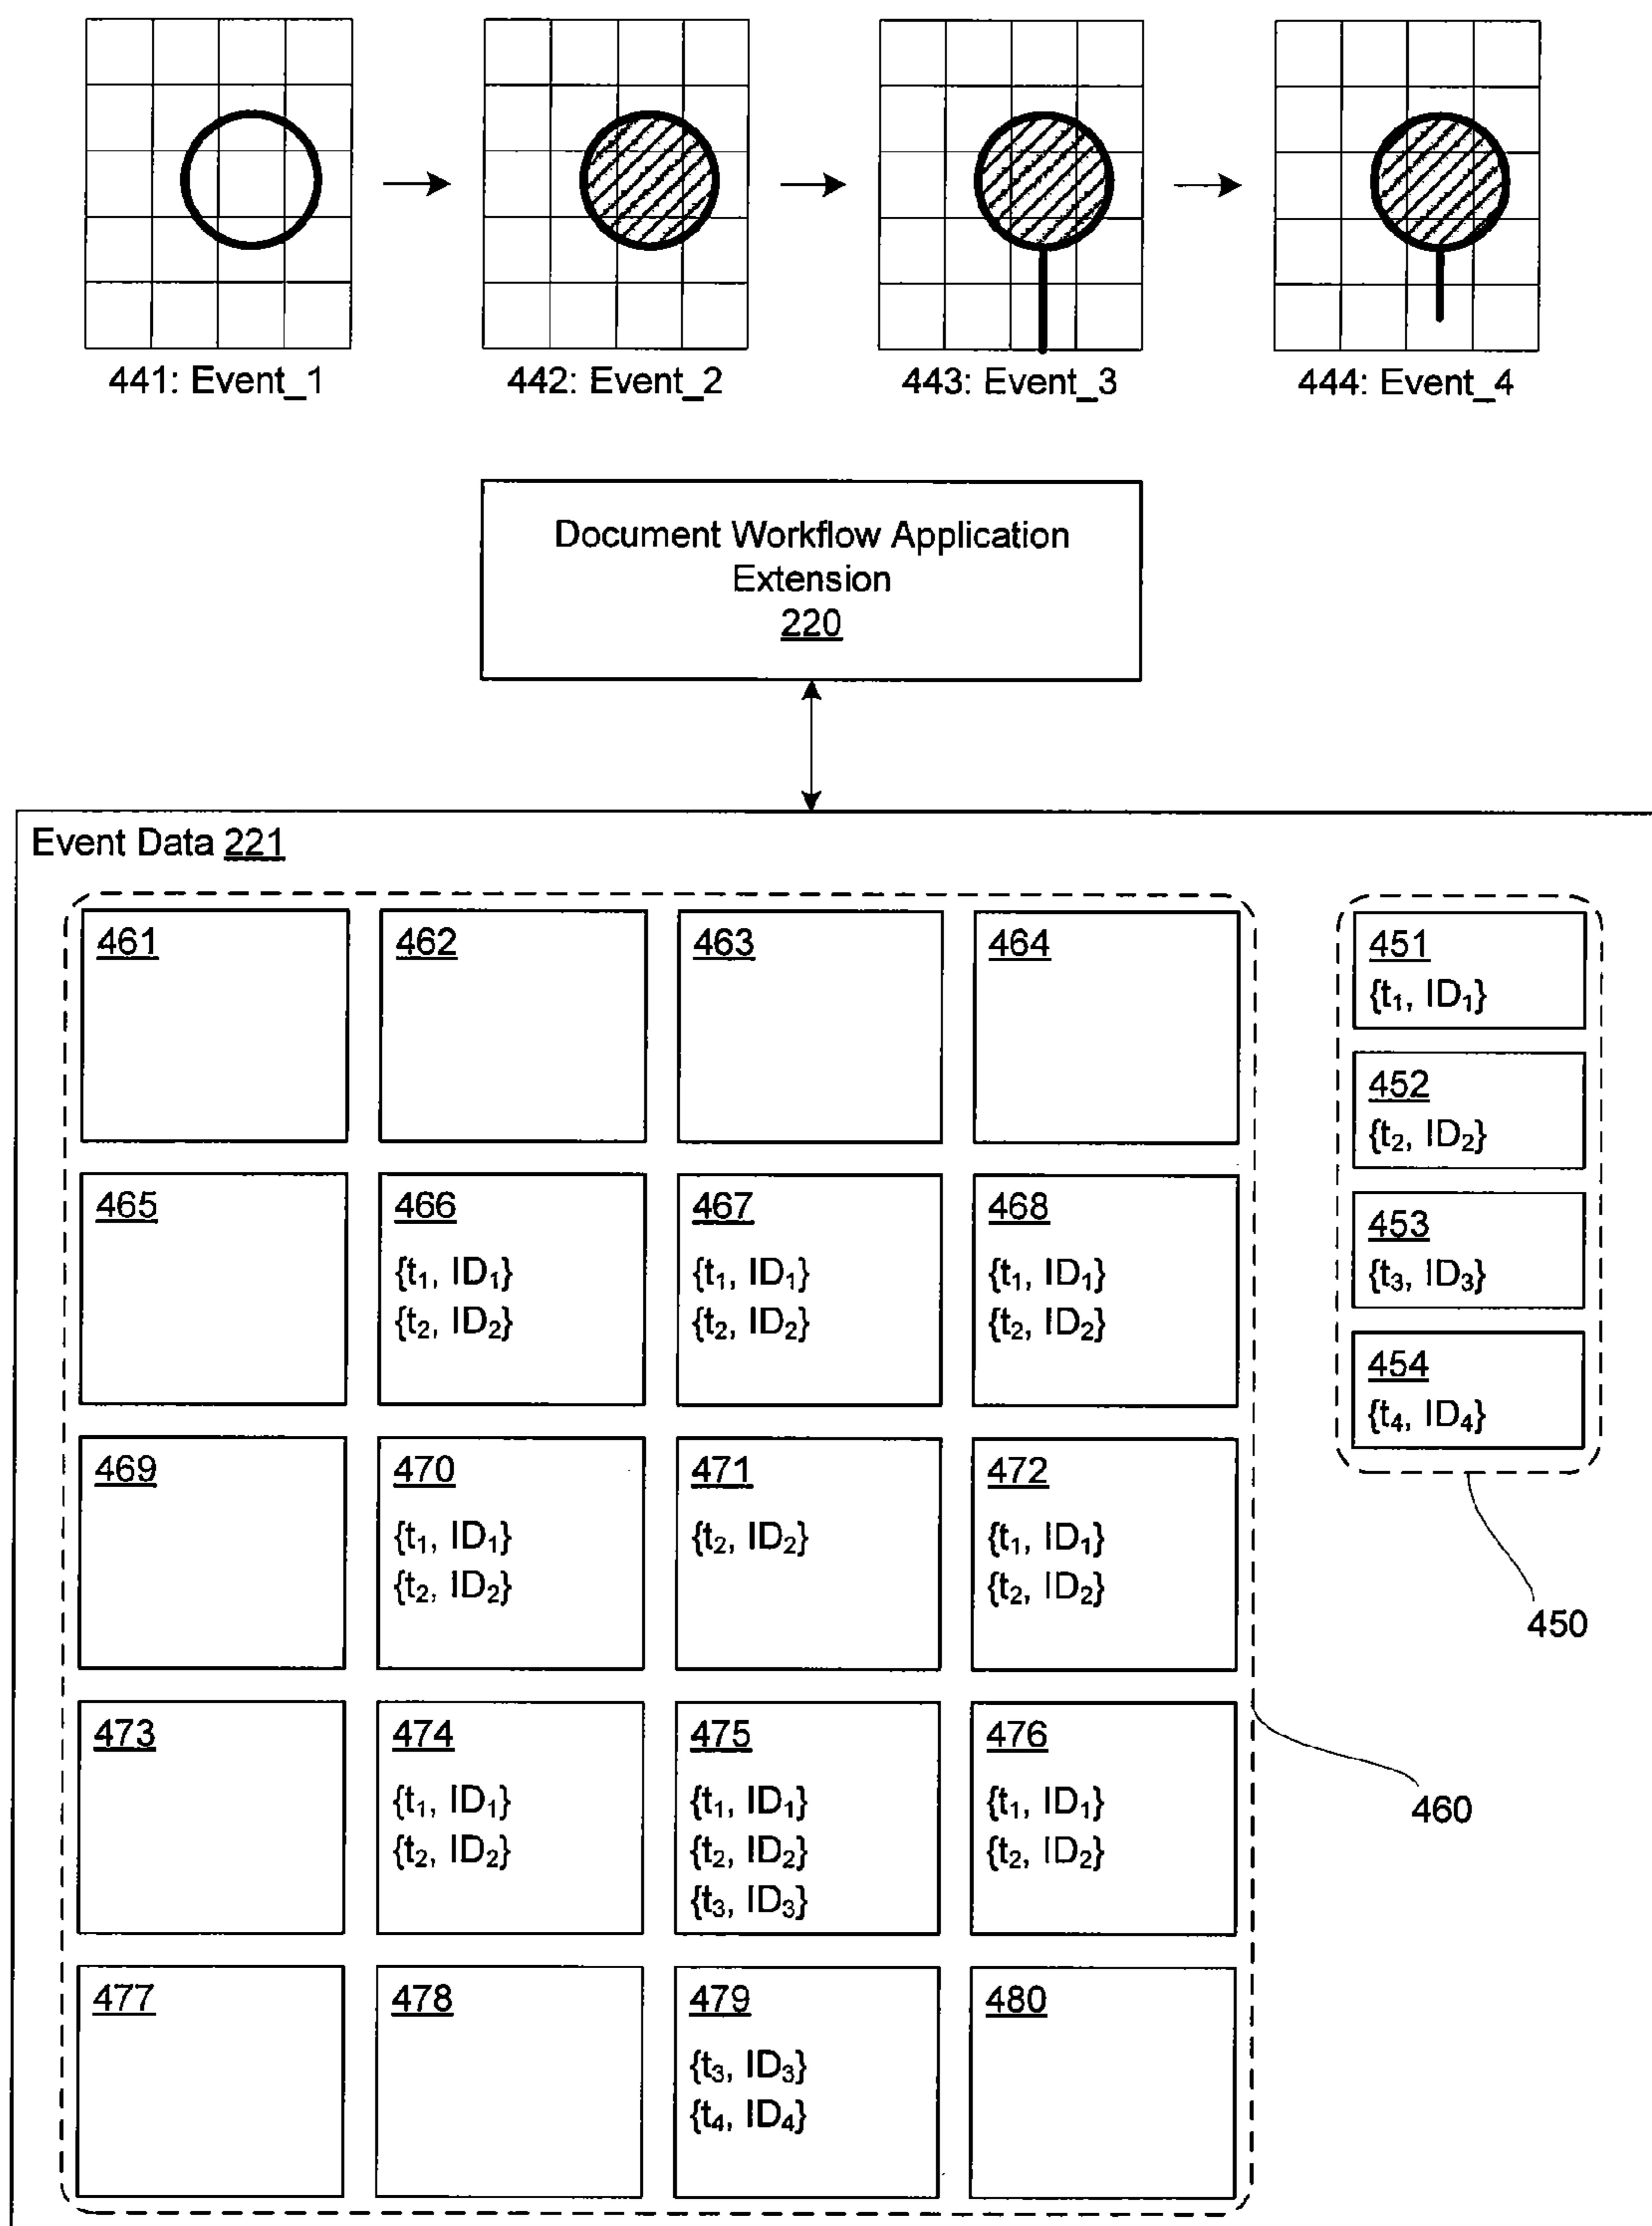 441: Event_1
442: Event_2
443: Event_3
444: Event_4
Document Workflow Application
Extension
220
Event Data 221
461
462
463
464
465
466
{t₁, ID₁}
{t₂, ID₂}
467
{t₁, ID₁}
{t₂, ID₂}
468
{t₁, ID₁}
{t₂, ID₂}
469
470
{t₁, ID₁}
{t₂, ID₂}
471
{t₂, ID₂}
472
{t₁, ID₁}
{t₂, ID₂}
473
474
{t₁, ID₁}
{t₂, ID₂}
475
{t₁, ID₁}
{t₂, ID₂}
{t₃, ID₃}
476
{t₁, ID₁}
{t₂, ID₂}
477
478
479
{t₃, ID₃}
{t₄, ID₄}
480
451
{t₁, ID₁}
452
{t₂, ID₂}
453
{t₃, ID₃}
454
{t₄, ID₄}
450
460